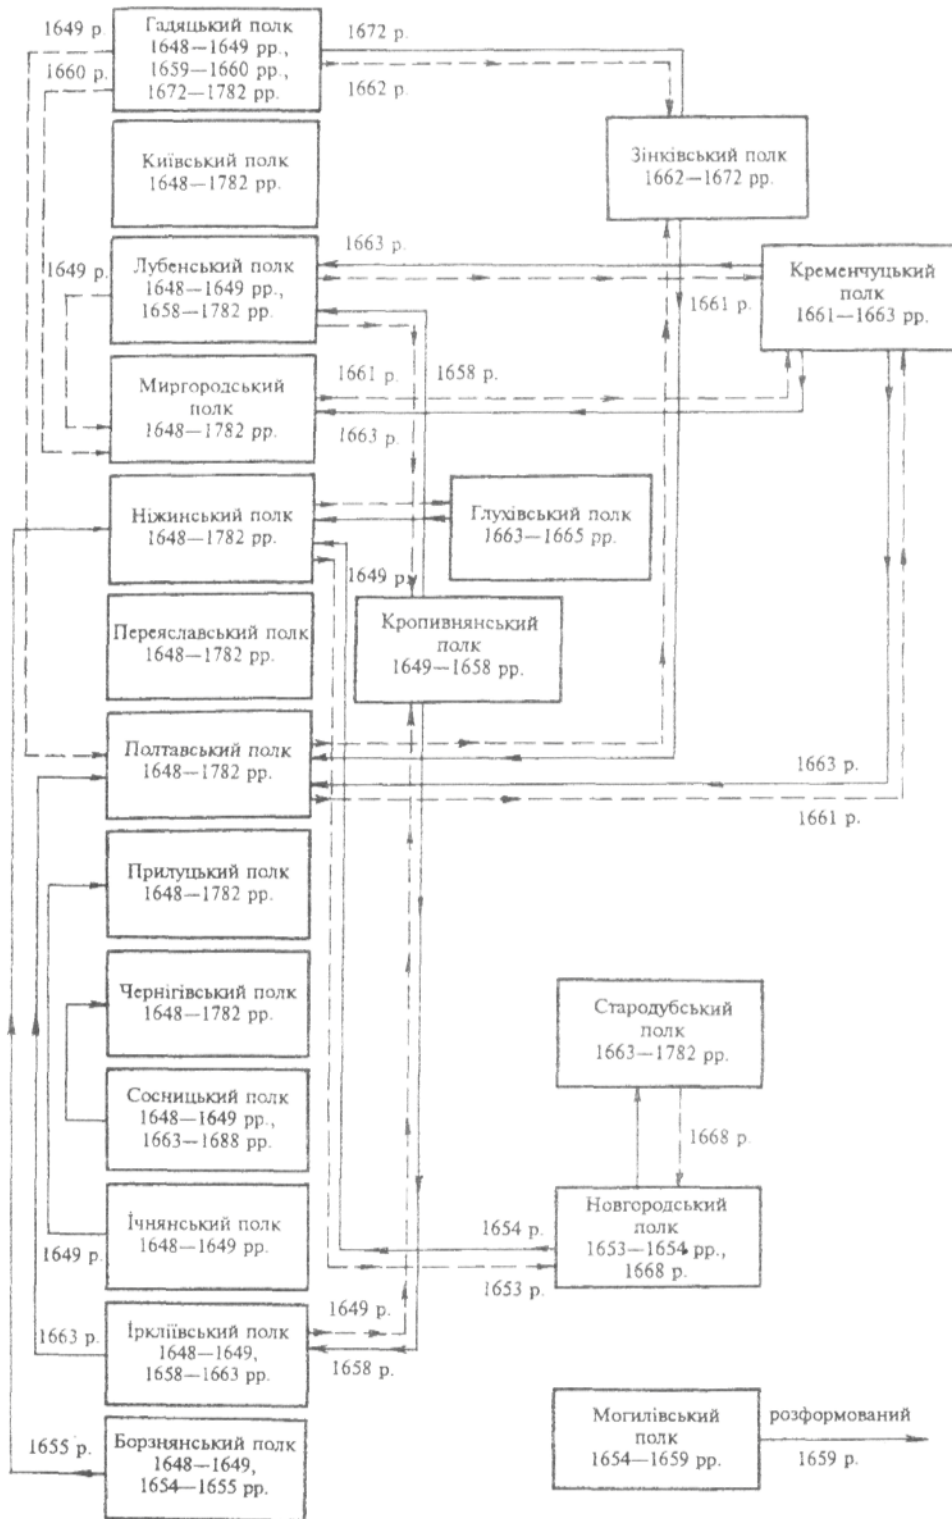 1649 р.
Гадяцький полк
1648—1649 рр.,
1659—1660 рр.,
1672—1782 рр.
1660 р.
1672 р.
1662 р.
Київський полк
1648—1782 рр.
Зінківський полк
1662—1672 рр.
1649 р.
Лубенський полк
1648—1649 рр.,
1658—1782 рр.
1663 р.
1661 р.
Кременчуцький
полк
1661—1663 рр.
Миргородський
полк
1648—1782 рр.
1661 р.
1658 р.
1663 р.
Ніжинський полк
1648—1782 рр.
Глухівський полк
1663—1665 рр.
1649 р.
Переяславський полк
1648—1782 рр.
Кропивнянський
полк
1649—1658 рр.
Полтавський полк
1648—1782 рр.
1663 р.
1661 р.
Прилуцький полк
1648—1782 рр.
Чернігівський полк
1648—1782 рр.
Стародубський
полк
1663—1782 рр.
Сосницький полк
1648—1649 рр.,
1663—1688 рр.
1668 р.
Ічнянський полк
1648—1649 рр.
1649 р.
1654 р.
1653 р.
Новгородський
полк
1653—1654 рр.,
1668 р.
1663 р.
Іркліївський полк
1648—1649,
1658—1663 рр.
1649 р.
1658 р.
1655 р.
Борзнянський полк
1648—1649,
1654—1655 рр.
Могилівський
полк
1654—1659 рр.
розформований
1659 р.